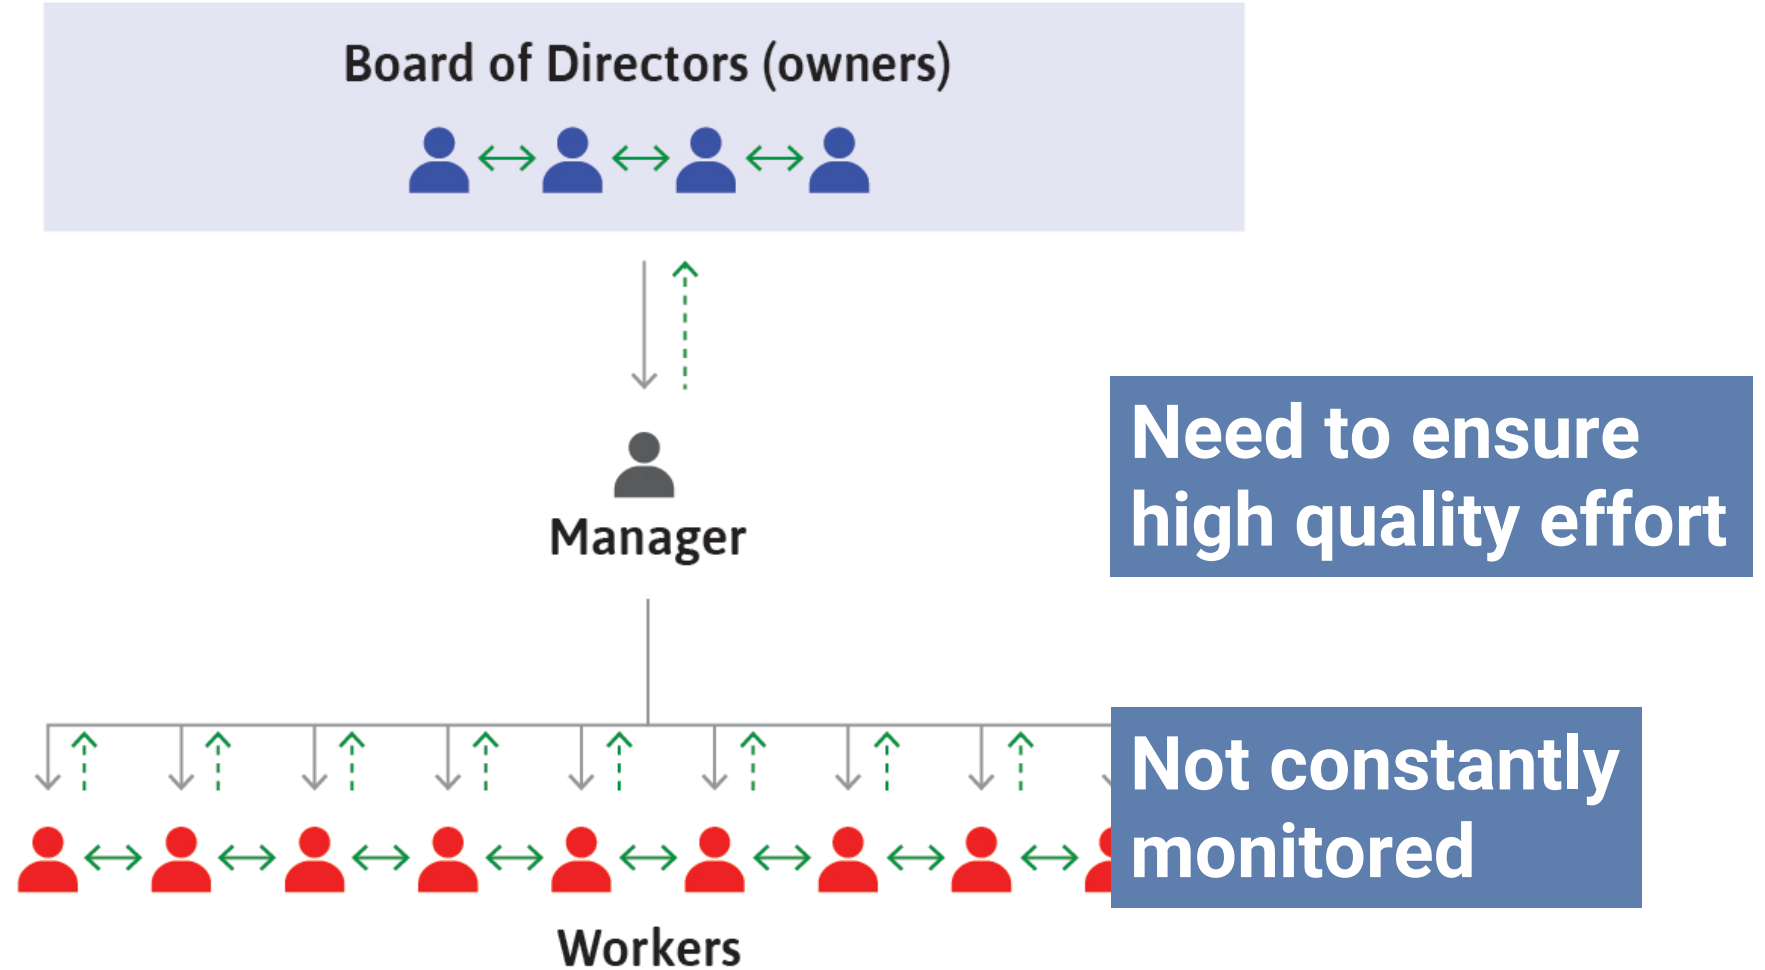 Board of Directors (owners)
Manager
Need to ensure
high quality effort
Not constantly
monitored
Workers